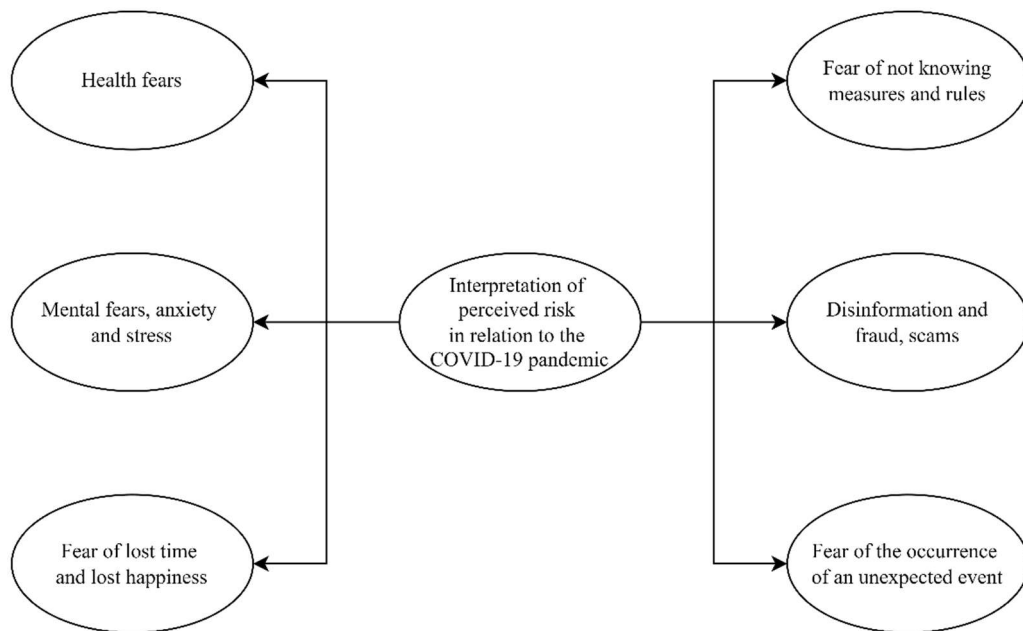 Health fears
Fear of not knowing
measures and rules
Mental fears, anxiety
and stress
Interpretation of
perceived risk
in relation to the
COVID-19 pandemic
Disinformation and
fraud, scams
Fear of lost time
and lost happiness
Fear of the occurrence
of an unexpected event